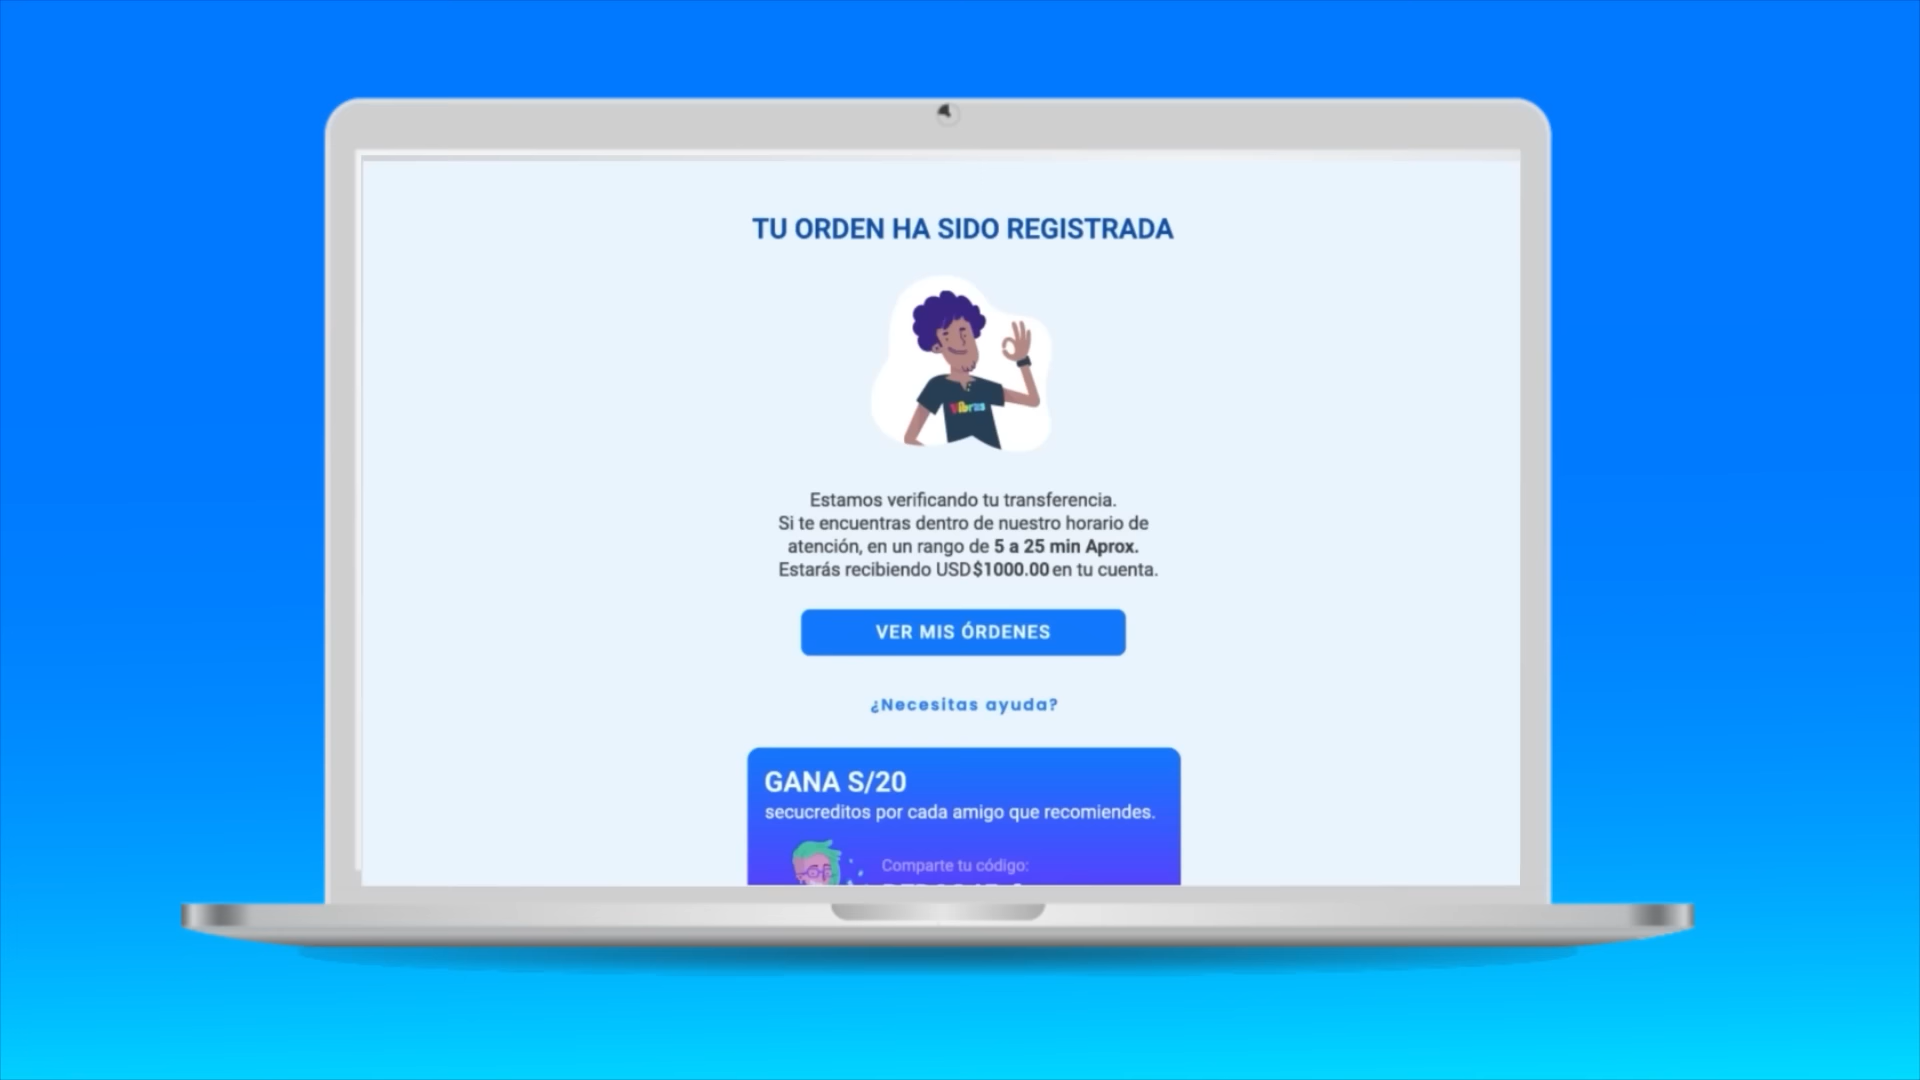 TU ORDEN HA SIDO REGISTRADA
Vibras
Estamos verificando tu transferencia.
Si te encuentras dentro de nuestro horario de
atención, en un rango de 5 a 25 min Aprox.
Estarás recibiendo USD$1000.00 en tu cuenta.
VER MIS ÓRDENES
¿Necesitas ayuda?
GANA S/20
secucreditos por cada amigo que recomiendes.
Comparte tu código: